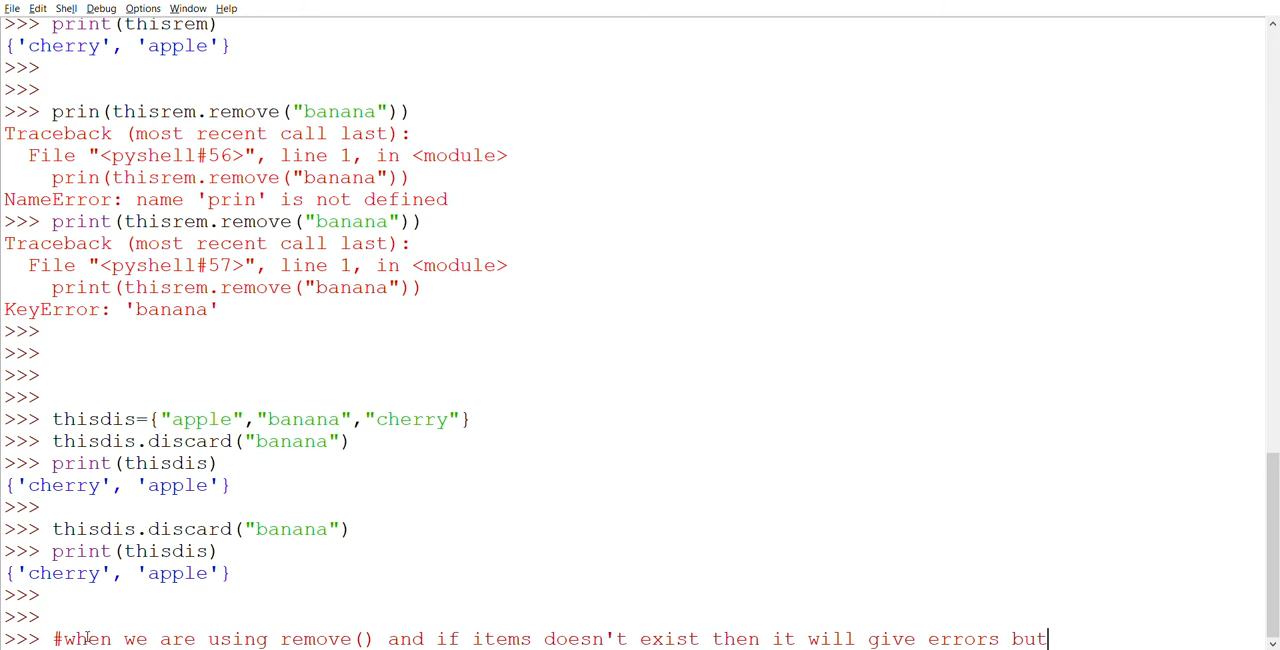 File Edit Shell Debug Options Window Help
>>> print(thisrem)
{'cherry', 'apple'}
>>>
>>>
>>> prin(thisrem.remove("banana"))
Traceback (most recent call last):
  File "<pyshell#56>", line 1, in <module>
    prin(thisrem.remove("banana"))
NameError: name 'prin' is not defined
>>> print(thisrem.remove("banana"))
Traceback (most recent call last):
  File "<pyshell#57>", line 1, in <module>
    print(thisrem.remove("banana"))
KeyError: 'banana'
>>>
>>>
>>>
>>>
>>> thisdis={"apple","banana","cherry"}
>>> thisdis.discard("banana")
>>> print(thisdis)
{'cherry', 'apple'}
>>>
>>> thisdis.discard("banana")
>>> print(thisdis)
{'cherry', 'apple'}
>>>
>>>
>>> #when we are using remove() and if items doesn't exist then it will give errors but